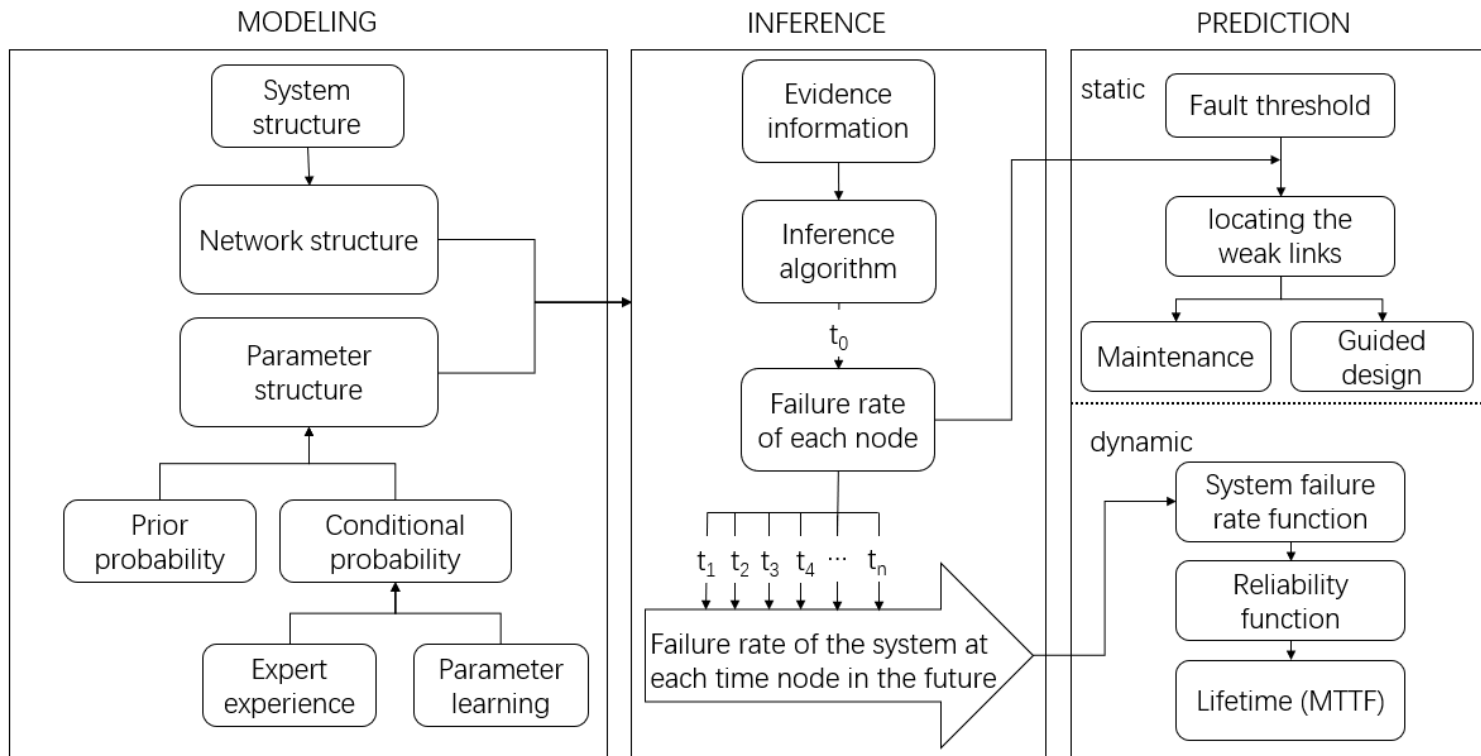 MODELING
System
structure
Network structure
Parameter
structure
Prior
probability
Conditional
probability
Expert
experience
Parameter
learning
INFERENCE
Evidence
information
Inference
algorithm
t0
Failure rate
of each node
t1 t2 t3 t4 ··· tn
Failure rate of the system at
each time node in the future
PREDICTION
static
Fault threshold
locating the
weak links
Maintenance
Guided
design
dynamic
System failure
rate function
Reliability
function
Lifetime (MTTF)